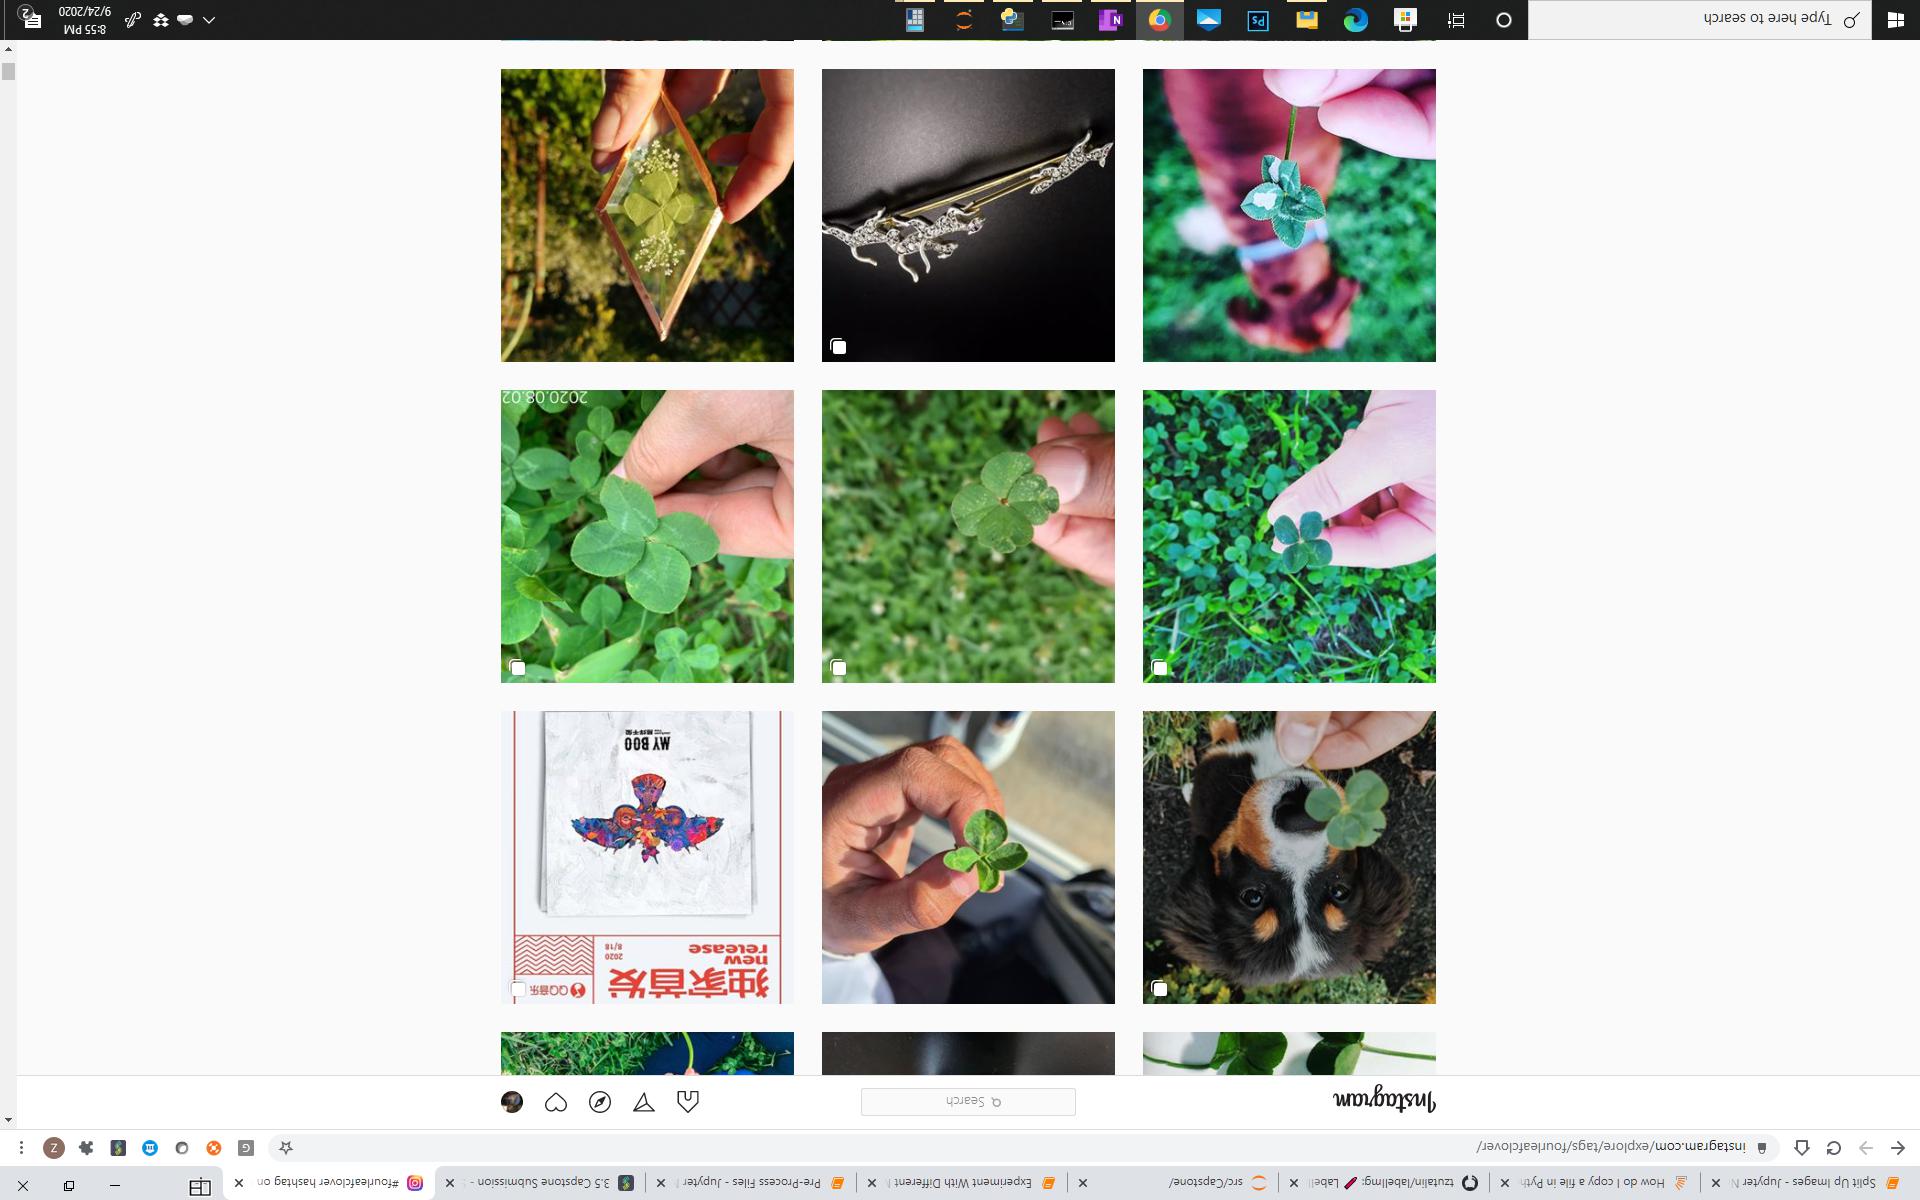 Split Up Images - Jupyter N
How do I copy a file in Pyth
tzutalin/labelImg: 🖍 LabelI
src/Capstone/
Experiment With Different M
Pre-Process Files - Jupyter
3.5 Capstone Submission -
#fourleafclover hashtag on
instagram.com/explore/tags/fourleafclover/
G
Z
Instagram
Search
QQ音乐
独家首发
new
release
2020
8/18
MY BOO
2020.08.02
Type here to search
Ps
N
8:55 PM
9/24/2020
2